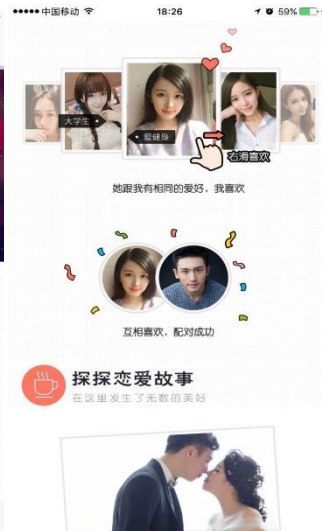 中国移动 18:26 59%
大学生
爱健身
右滑喜欢
她跟我有相同的爱好，我喜欢
互相喜欢，配对成功
探探恋爱故事
在这里发生了无数的美好